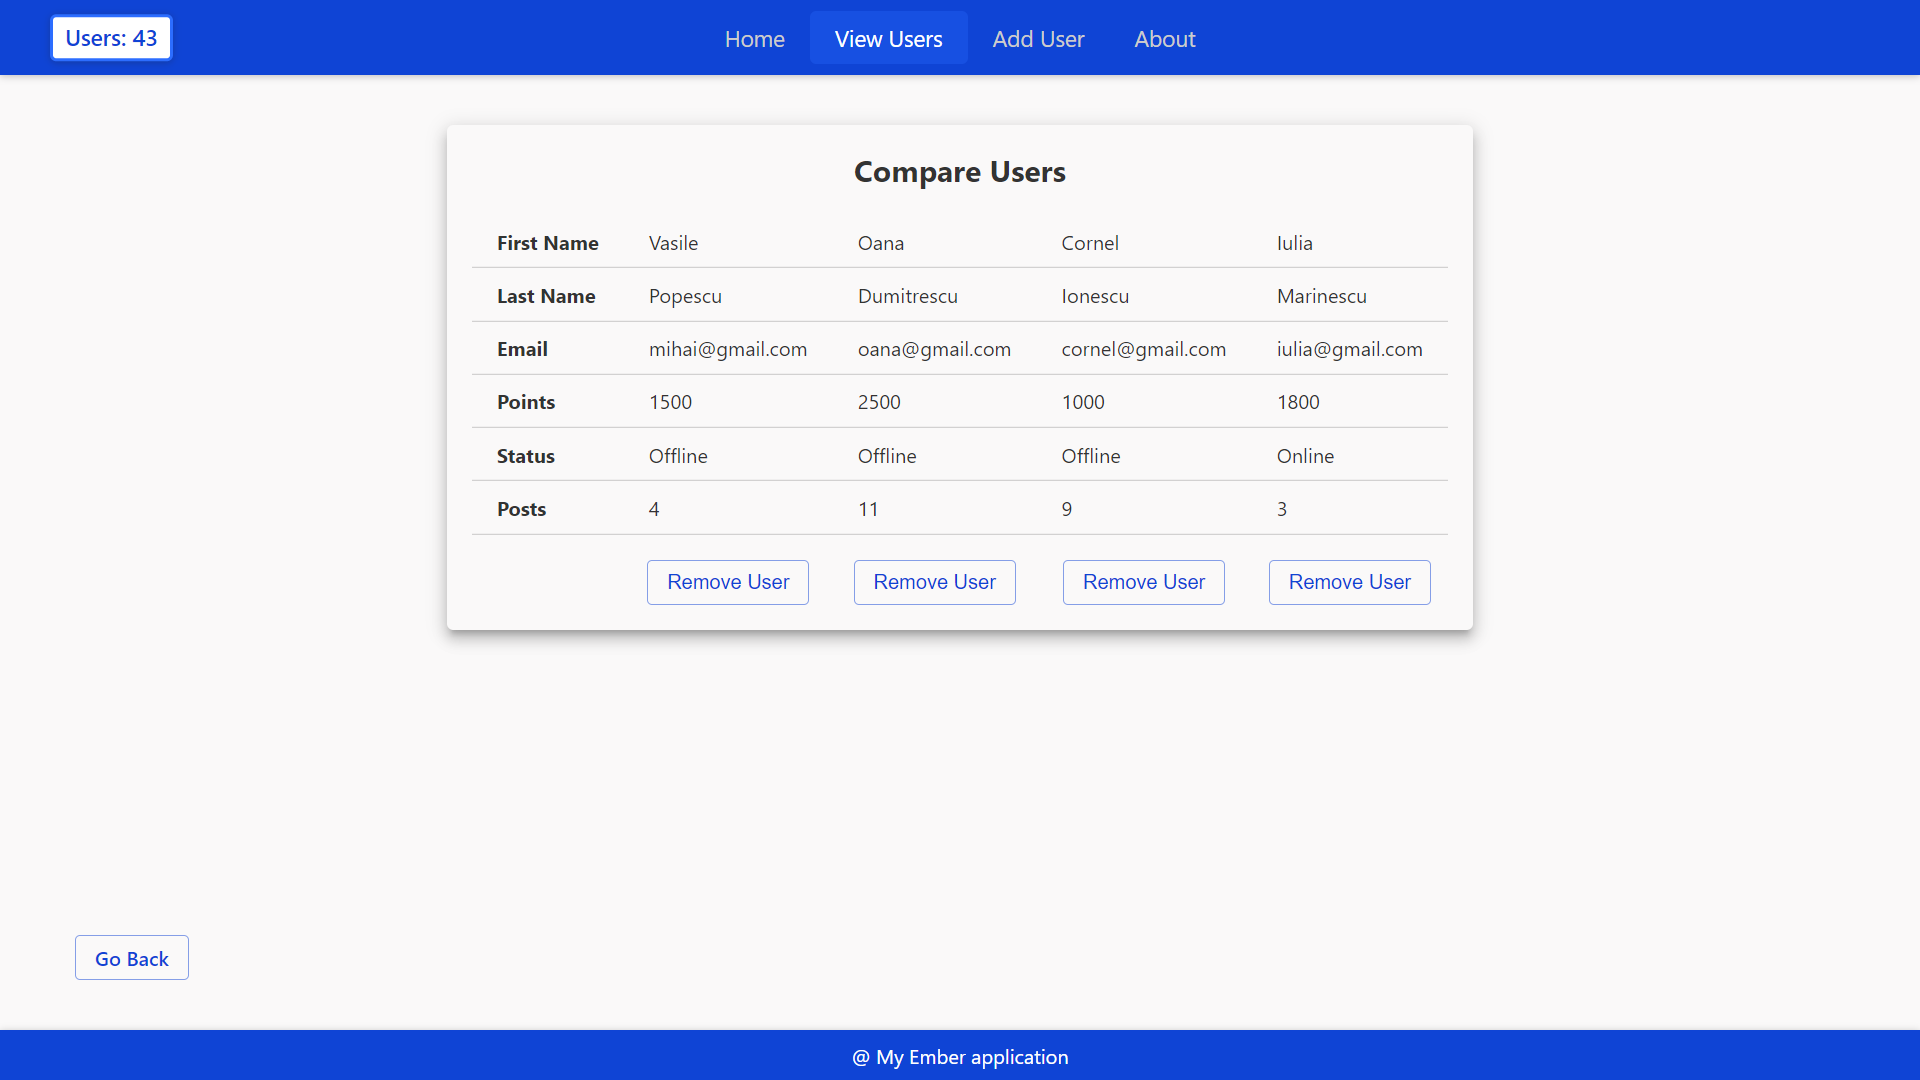 Users: 43
Home View Users Add User About
Compare Users
First Name Vasile Oana Cornel Iulia
Last Name Popescu Dumitrescu Ionescu Marinescu
Email mihai@gmail.com oana@gmail.com cornel@gmail.com iulia@gmail.com
Points 1500 2500 1000 1800
Status Offline Offline Offline Online
Posts 4 11 9 3
Remove User Remove User Remove User Remove User
Go Back
@ My Ember application